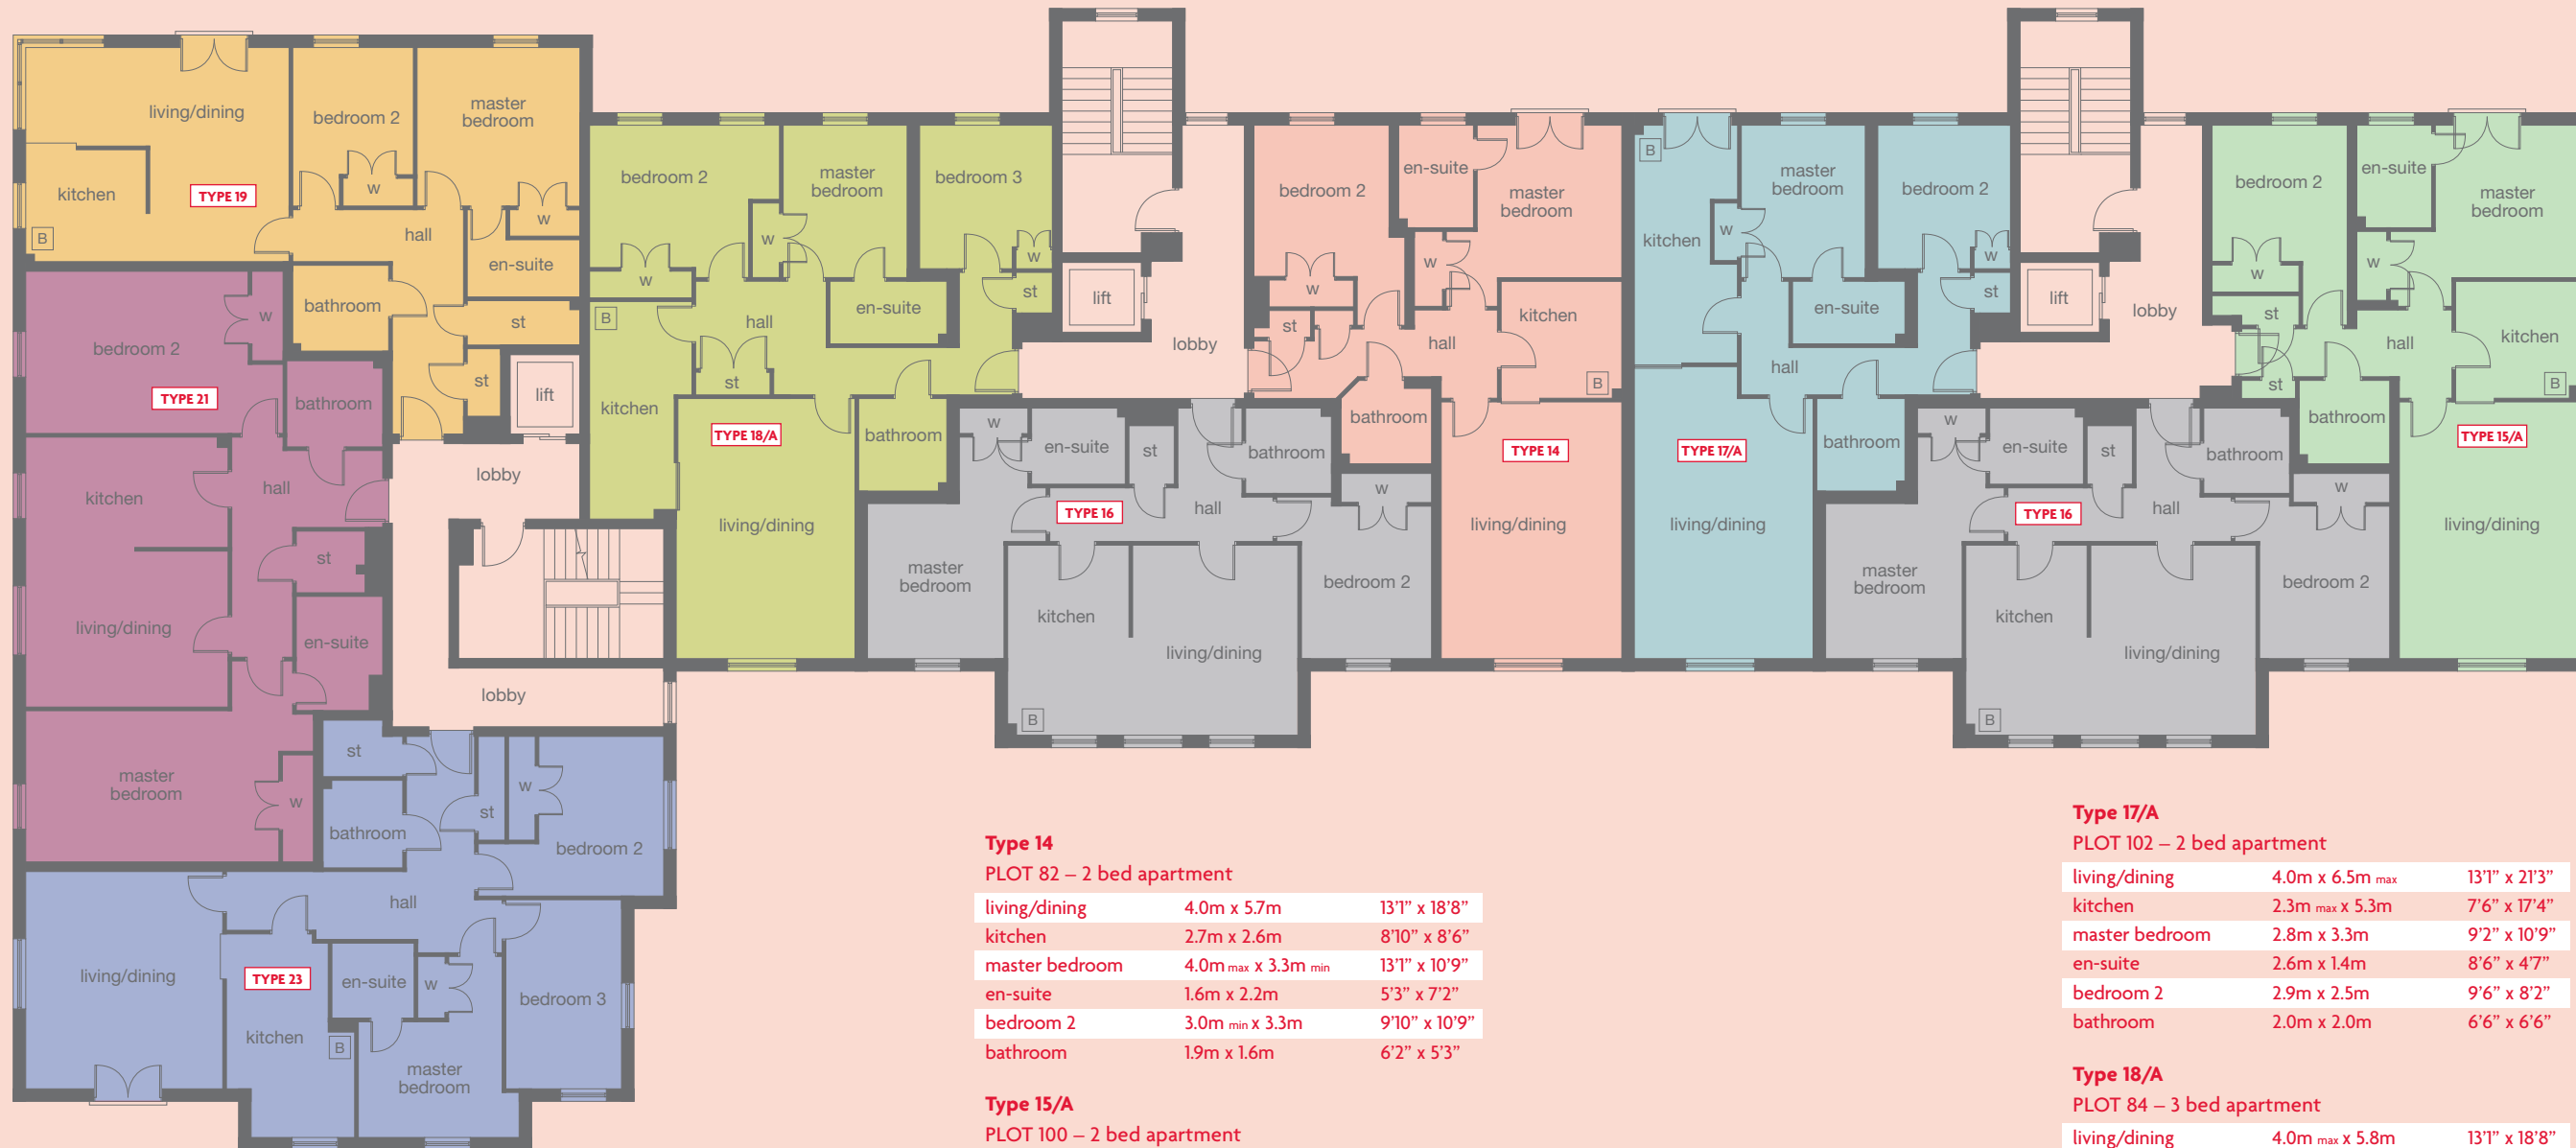 living/dining
kitchen
TYPE 19
B
bedroom 2
w
master
bedroom
w
hall
en-suite
bathroom
st
st
lift
bedroom 2
w
TYPE 21
bathroom
kitchen
hall
st
living/dining
en-suite
master
bedroom
w
lobby
lobby
st
bathroom
st
w
bedroom 2
hall
living/dining
TYPE 23
kitchen
B
en-suite
w
master
bedroom
bedroom 3
bedroom 2
w
master
bedroom
w
bedroom 3
w
st
B
hall
en-suite
st
kitchen
TYPE 18/A
bathroom
living/dining
lift
lobby
w
en-suite
st
bathroom
TYPE 16
hall
w
master
bedroom
kitchen
living/dining
bedroom 2
B
bedroom 2
w
en-suite
master
bedroom
w
st
hall
kitchen
B
bathroom
TYPE 14
living/dining
B
kitchen
w
master
bedroom
bedroom 2
w
st
en-suite
hall
TYPE 17/A
bathroom
living/dining
lift
lobby
w
en-suite
st
bathroom
TYPE 16
hall
w
master
bedroom
kitchen
living/dining
bedroom 2
B
bedroom 2
w
en-suite
master
bedroom
w
st
hall
kitchen
B
st
bathroom
TYPE 15/A
living/dining
Type 14
PLOT 82 – 2 bed apartment
living/dining 4.0m x 5.7m 13’1” x 18’8”
kitchen 2.7m x 2.6m 8’10” x 8’6”
master bedroom 4.0m max x 3.3m min 13’1” x 10’9”
en-suite 1.6m x 2.2m 5’3” x 7’2”
bedroom 2 3.0m min x 3.3m 9’10” x 10’9”
bathroom 1.9m x 1.6m 6’2” x 5’3”
Type 15/A
PLOT 100 – 2 bed apartment
Type 17/A
PLOT 102 – 2 bed apartment
living/dining 4.0m x 6.5m max 13’1” x 21’3”
kitchen 2.3m max x 5.3m 7’6” x 17’4”
master bedroom 2.8m x 3.3m 9’2” x 10’9”
en-suite 2.6m x 1.4m 8’6” x 4’7”
bedroom 2 2.9m x 2.5m 9’6” x 8’2”
bathroom 2.0m x 2.0m 6’6” x 6’6”
Type 18/A
PLOT 84 – 3 bed apartment
living/dining 4.0m max x 5.8m 13’1” x 18’8”